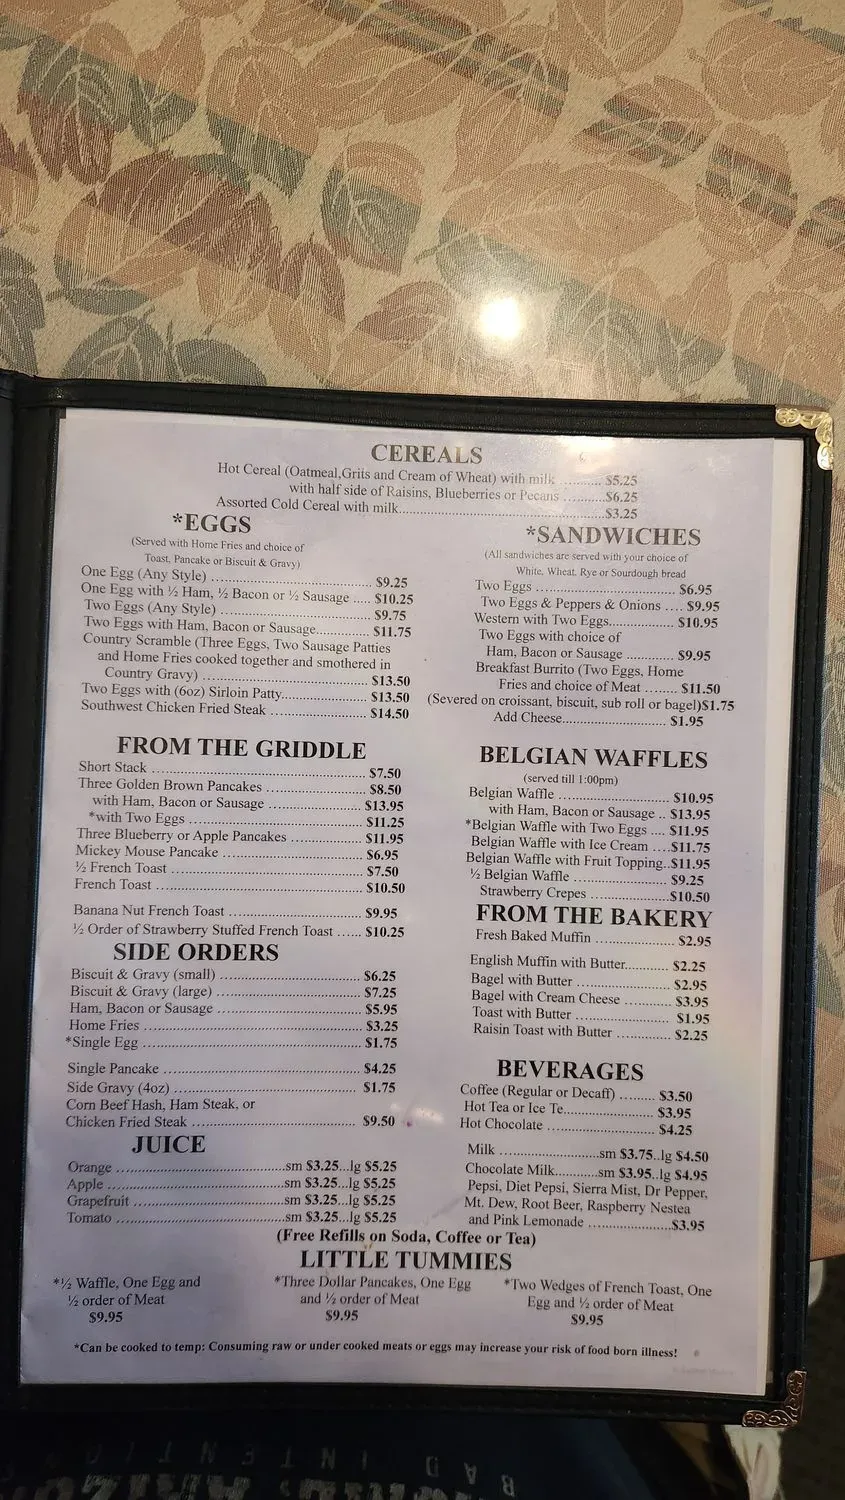 CEREALS
Hot Cereal (Oatmeal,Grits and Cream of Wheat) with milk .......... $5.25
with half side of Raisins, Blueberries or Pecans ..........$6.25
Assorted Cold Cereal with milk..........$3.25
*EGGS
(Served with Home Fries and choice of
Toast, Pancake or Biscuit & Gravy)
One Egg (Any Style) .......... $9.25
One Egg with ½ Ham, ½ Bacon or ½ Sausage ..... $10.25
Two Eggs (Any Style) .......... $9.75
Two Eggs with Ham, Bacon or Sausage.......... $11.75
Country Scramble (Three Eggs, Two Sausage Patties
and Home Fries cooked together and smothered in
Country Gravy) .......... $13.50
Two Eggs with (6oz) Sirloin Patty.......... $13.50
Southwest Chicken Fried Steak .......... $14.50
*SANDWICHES
(All sandwiches are served with your choice of
White, Wheat, Rye or Sourdough bread
Two Eggs .......... $6.95
Two Eggs & Peppers & Onions .... $9.95
Western with Two Eggs.......... $10.95
Two Eggs with choice of
Ham, Bacon or Sausage .......... $9.95
Breakfast Burrito (Two Eggs, Home
Fries and choice of Meat ........ $11.50
(Severed on croissant, biscuit, sub roll or bagel)$1.75
Add Cheese.......... $1.95
FROM THE GRIDDLE
Short Stack .......... $7.50
Three Golden Brown Pancakes .......... $8.50
with Ham, Bacon or Sausage .......... $13.95
*with Two Eggs .......... $11.25
Three Blueberry or Apple Pancakes .......... $11.95
Mickey Mouse Pancake .......... $6.95
½ French Toast .......... $7.50
French Toast .......... $10.50
Banana Nut French Toast .......... $9.95
½ Order of Strawberry Stuffed French Toast ...... $10.25
BELGIAN WAFFLES
(served till 1:00pm)
Belgian Waffle .......... $10.95
with Ham, Bacon or Sausage .. $13.95
*Belgian Waffle with Two Eggs .... $11.95
Belgian Waffle with Ice Cream ....$11.75
Belgian Waffle with Fruit Topping..$11.95
½ Belgian Waffle .......... $9.25
Strawberry Crepes ..........$10.50
SIDE ORDERS
Biscuit & Gravy (small) .......... $6.25
Biscuit & Gravy (large) .......... $7.25
Ham, Bacon or Sausage .......... $5.95
Home Fries .......... $3.25
*Single Egg .......... $1.75
Single Pancake .......... $4.25
Side Gravy (4oz) .......... $1.75
Corn Beef Hash, Ham Steak, or
Chicken Fried Steak .......... $9.50
FROM THE BAKERY
Fresh Baked Muffin .......... $2.95
English Muffin with Butter.......... $2.25
Bagel with Butter .......... $2.95
Bagel with Cream Cheese .......... $3.95
Toast with Butter .......... $1.95
Raisin Toast with Butter .......... $2.25
JUICE
Orange ..........sm $3.25...lg $5.25
Apple ..........sm $3.25...lg $5.25
Grapefruit ..........sm $3.25...lg $5.25
Tomato ..........sm $3.25...lg $5.25
BEVERAGES
Coffee (Regular or Decaff) ......... $3.50
Hot Tea or Ice Te.......... $3.95
Hot Chocolate .......... $4.25
Milk ..........sm $3.75..lg $4.50
Chocolate Milk..........sm $3.95..lg $4.95
Pepsi, Diet Pepsi, Sierra Mist, Dr Pepper,
Mt. Dew, Root Beer, Raspberry Nestea
and Pink Lemonade ..........$3.95
(Free Refills on Soda, Coffee or Tea)
LITTLE TUMMIES
*½ Waffle, One Egg and
½ order of Meat
$9.95
*Three Dollar Pancakes, One Egg
and ½ order of Meat
$9.95
*Two Wedges of French Toast, One
Egg and ½ order of Meat
$9.95
*Can be cooked to temp: Consuming raw or under cooked meats or eggs may increase your risk of food born illness!